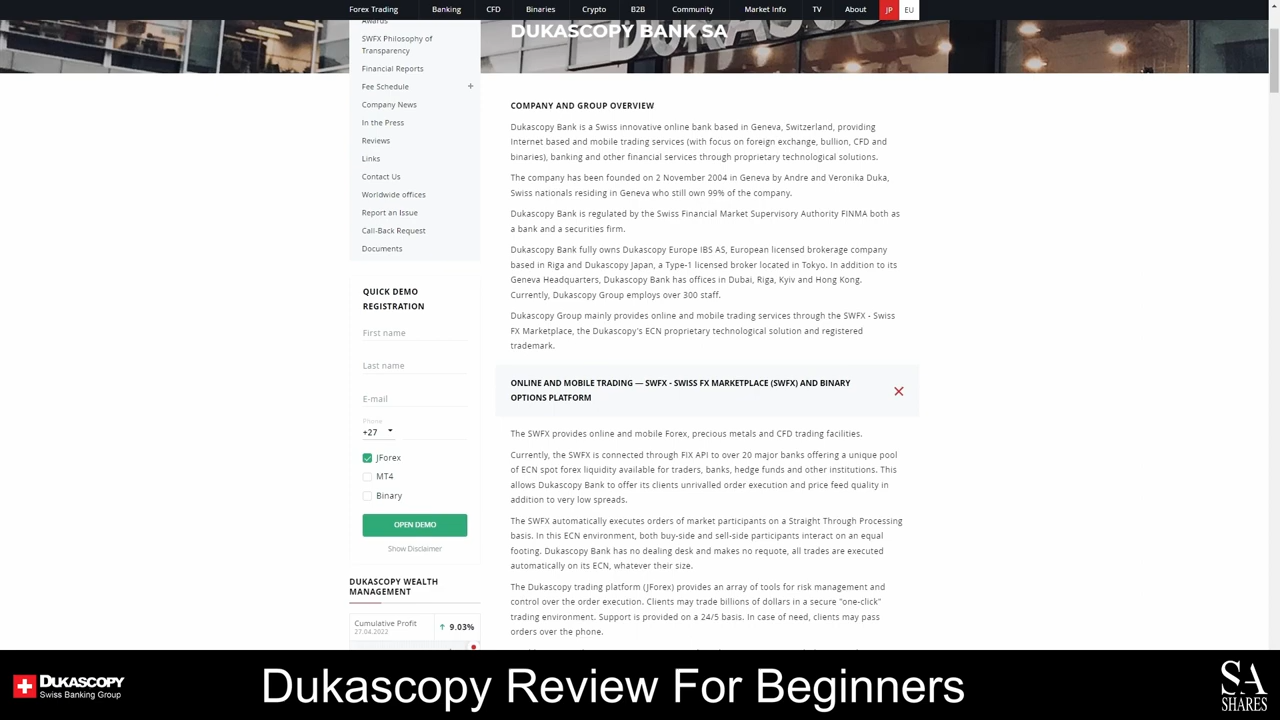 Forex Trading Banking CFD Binaries Crypto B2B Community Market Info TV About JP EU
Awards
SWFX Philosophy of
Transparency
Financial Reports
Fee Schedule +
Company News
In the Press
Reviews
Links
Contact Us
Worldwide offices
Report an Issue
Call-Back Request
Documents
QUICK DEMO
REGISTRATION
First name
Last name
E-mail
Phone
+27
JForex
MT4
Binary
OPEN DEMO
Show Disclaimer
DUKASCOPY WEALTH
MANAGEMENT
Cumulative Profit
27.04.2022
9.03%
DUKASCOPY BANK SA
COMPANY AND GROUP OVERVIEW
Dukascopy Bank is a Swiss innovative online bank based in Geneva, Switzerland, providing
Internet based and mobile trading services (with focus on foreign exchange, bullion, CFD and
binaries), banking and other financial services through proprietary technological solutions.
The company has been founded on 2 November 2004 in Geneva by Andre and Veronika Duka,
Swiss nationals residing in Geneva who still own 99% of the company.
Dukascopy Bank is regulated by the Swiss Financial Market Supervisory Authority FINMA both as
a bank and a securities firm.
Dukascopy Bank fully owns Dukascopy Europe IBS AS, European licensed brokerage company
based in Riga and Dukascopy Japan, a Type-1 licensed broker located in Tokyo. In addition to its
Geneva Headquarters, Dukascopy Bank has offices in Dubai, Riga, Kyiv and Hong Kong.
Currently, Dukascopy Group employs over 300 staff.
Dukascopy Group mainly provides online and mobile trading services through the SWFX - Swiss
FX Marketplace, the Dukascopy's ECN proprietary technological solution and registered
trademark.
ONLINE AND MOBILE TRADING — SWFX - SWISS FX MARKETPLACE (SWFX) AND BINARY
OPTIONS PLATFORM
The SWFX provides online and mobile Forex, precious metals and CFD trading facilities.
Currently, the SWFX is connected through FIX API to over 20 major banks offering a unique pool
of ECN spot forex liquidity available for traders, banks, hedge funds and other institutions. This
allows Dukascopy Bank to offer its clients unrivalled order execution and price feed quality in
addition to very low spreads.
The SWFX automatically executes orders of market participants on a Straight Through Processing
basis. In this ECN environment, both buy-side and sell-side participants interact on an equal
footing. Dukascopy Bank has no dealing desk and makes no requote, all trades are executed
automatically on its ECN, whatever their size.
The Dukascopy trading platform (JForex) provides an array of tools for risk management and
control over the order execution. Clients may trade billions of dollars in a secure "one-click"
trading environment. Support is provided on a 24/5 basis. In case of need, clients may pass
orders over the phone.
DUKASCOPY
Swiss Banking Group
Dukascopy Review For Beginners
SA
SHARES